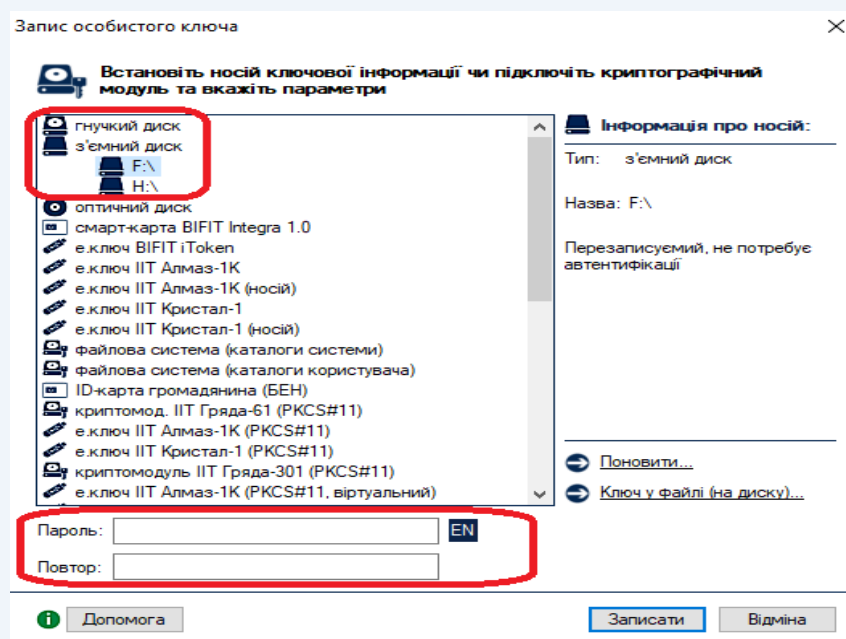 Запис особистого ключа
Встановіть носій ключової інформації чи підключіть криптографічний
модуль та вкажіть параметри
гнучкий диск
з'ємний диск
F:\
H:\
оптичний диск
смарт-карта BIFIT Integra 1.0
е.ключ BIFIT iToken
е.ключ ІІТ Алмаз-1К
е.ключ ІІТ Алмаз-1К (носій)
е.ключ ІІТ Кристал-1
е.ключ ІІТ Кристал-1 (носій)
файлова система (каталоги системи)
файлова система (каталоги користувача)
ID-карта громадянина (БЕН)
криптомод. ІІТ Гряда-61 (PKCS#11)
е.ключ ІІТ Алмаз-1К (PKCS#11)
е.ключ ІІТ Кристал-1 (PKCS#11)
криптомодуль ІІТ Гряда-301 (PKCS#11)
е.ключ ІІТ Алмаз-1К (PKCS#11, віртуальний)
Інформація про носій:
Тип: з'ємний диск
Назва: F:\
Перезаписуемий, не потребує
автентифікації
Поновити...
Ключ у файлі (на диску)...
Пароль:
EN
Повтор:
Допомога
Записати
Відміна